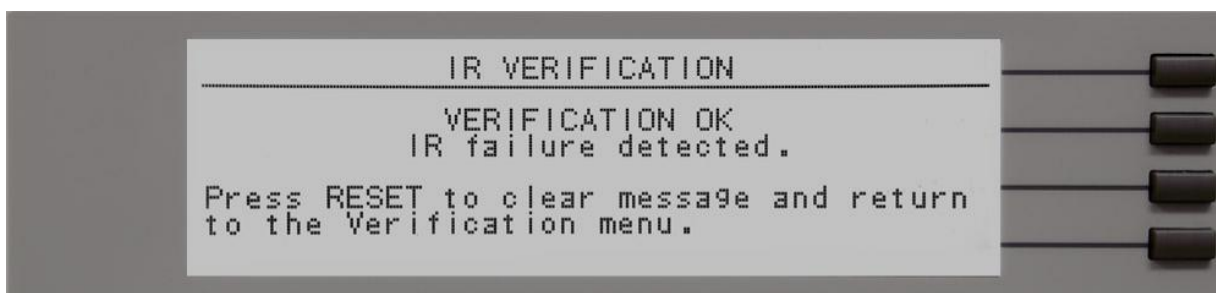 IR VERIFICATION
VERIFICATION OK
IR failure detected.
Press RESET to clear message and return
to the Verification menu.